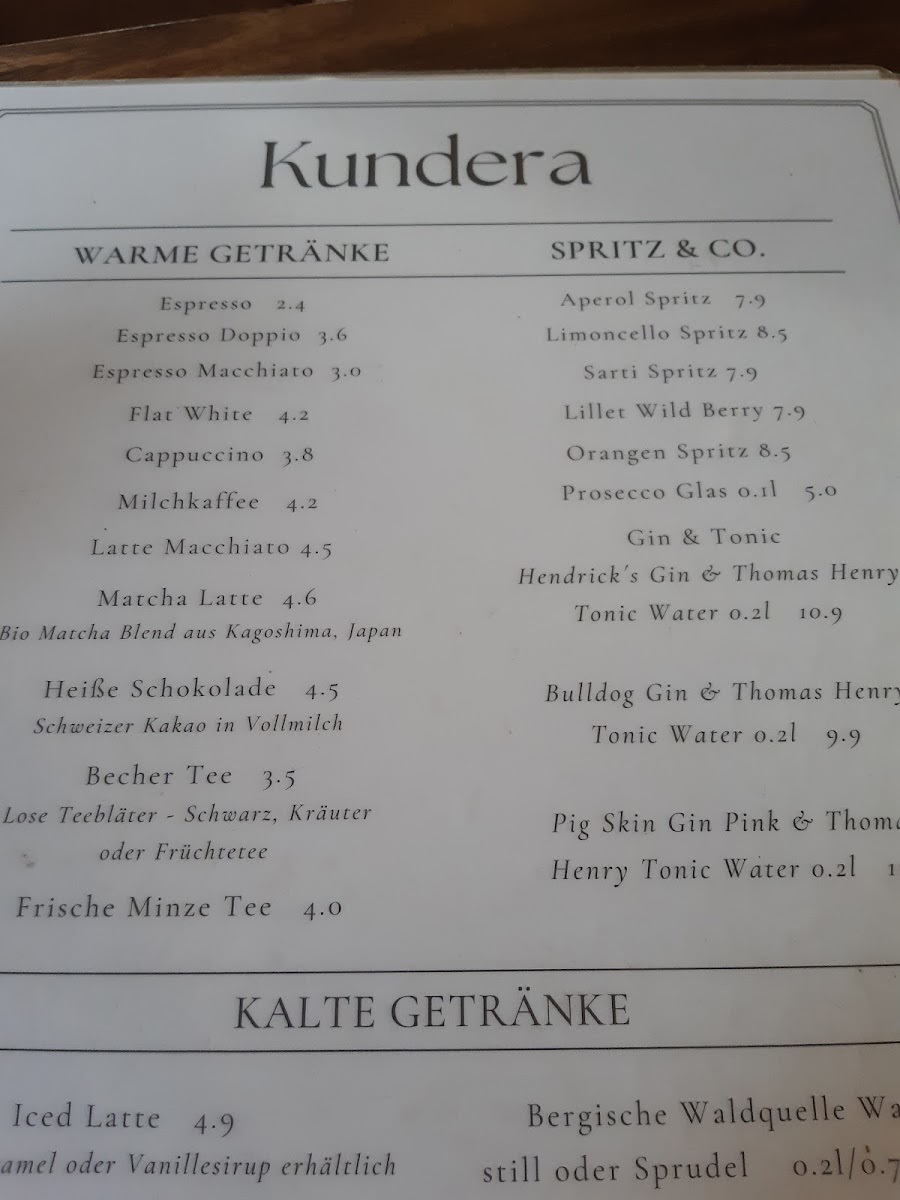 Kundera
WARME GETRÄNKE
Espresso 2.4
Espresso Doppio 3.6
Espresso Macchiato 3.0
Flat White 4.2
Cappuccino 3.8
Milchkaffee 4.2
Latte Macchiato 4.5
Matcha Latte 4.6
Bio Matcha Blend aus Kagoshima, Japan
Heiße Schokolade 4.5
Schweizer Kakao in Vollmilch
Becher Tee 3.5
Lose Teebläter - Schwarz, Kräuter
oder Früchtetee
Frische Minze Tee 4.0
SPRITZ & CO.
Aperol Spritz 7.9
Limoncello Spritz 8.5
Sarti Spritz 7.9
Lillet Wild Berry 7.9
Orangen Spritz 8.5
Prosecco Glas 0.1l 5.0
Gin & Tonic
Hendrick's Gin & Thomas Henry
Tonic Water 0.2l 10.9
Bulldog Gin & Thomas Henry
Tonic Water 0.2l 9.9
Pig Skin Gin Pink & Thoma
Henry Tonic Water 0.2l 1
KALTE GETRÄNKE
Iced Latte 4.9
amel oder Vanillesirup erhältlich
Bergische Waldquelle Wa
still oder Sprudel 0.2l/0.7